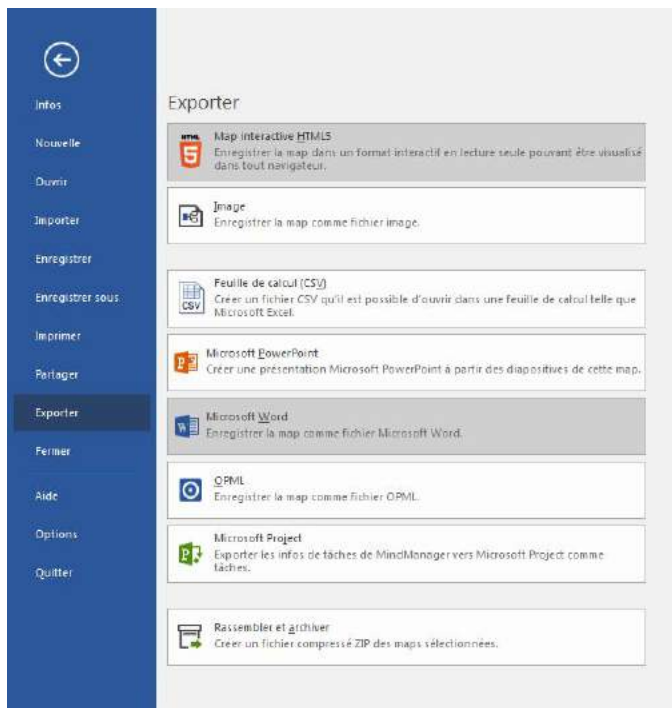 Infos
Nouvelle
Ouvrir
Importer
Enregistrer
Enregistrer sous
Imprimer
Partager
Exporter
Fermer
Aide
Options
Quitter
Exporter
HTML
5
Map interactive HTML5
Enregistrer la map dans un format interactif en lecture seule pouvant être visualisé
dans tout navigateur.
Image
Enregistrer la map comme fichier image.
CSV
Feuille de calcul (CSV)
Créer un fichier CSV qu'il est possible d'ouvrir dans une feuille de calcul telle que
Microsoft Excel.
Microsoft PowerPoint
Créer une présentation Microsoft PowerPoint à partir des diapositives de cette map.
Microsoft Word
Enregistrer la map comme fichier Microsoft Word.
OPML
Enregistrer la map comme fichier OPML.
Microsoft Project
Exporter les infos de tâches de MindManager vers Microsoft Project comme
tâches.
Rassembler et archiver
Créer un fichier compressé ZIP des maps sélectionnées.